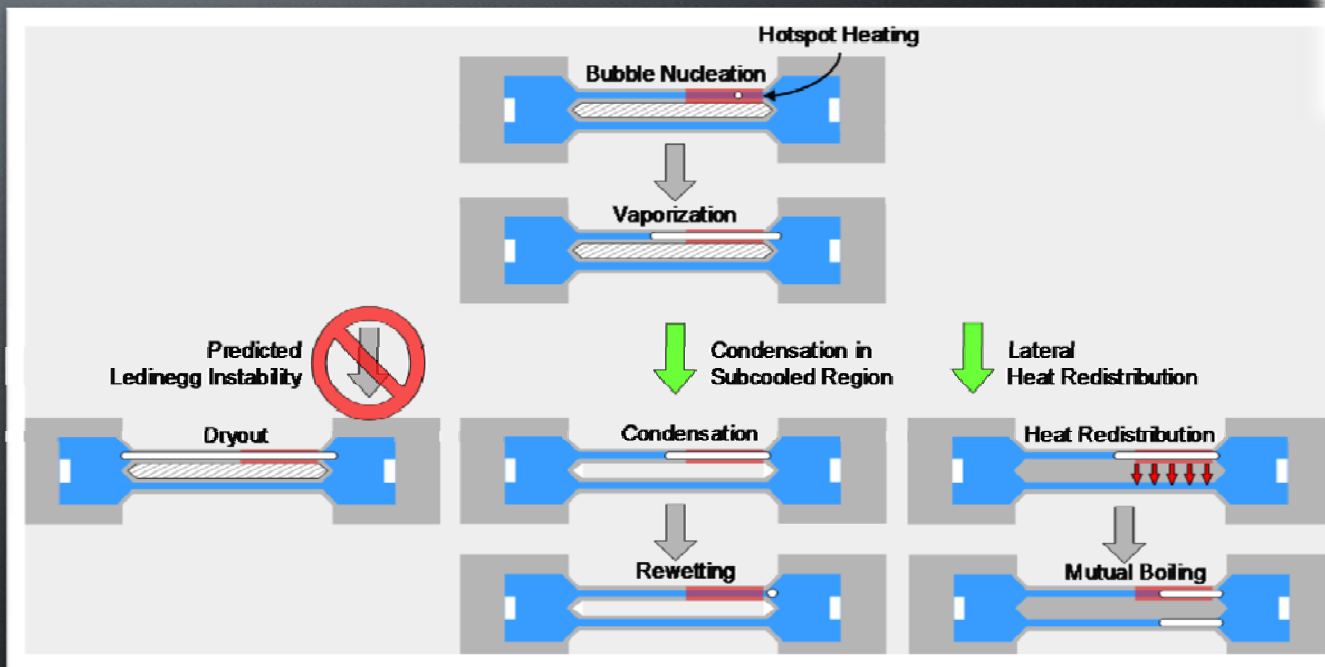 Hotspot Heating
Bubble Nucleation
Vaporization
Predicted
Ledinegg Instability
Condensation in
Subcooled Region
Lateral
Heat Redistribution
Dryout
Condensation
Heat Redistribution
Rewetting
Mutual Boiling